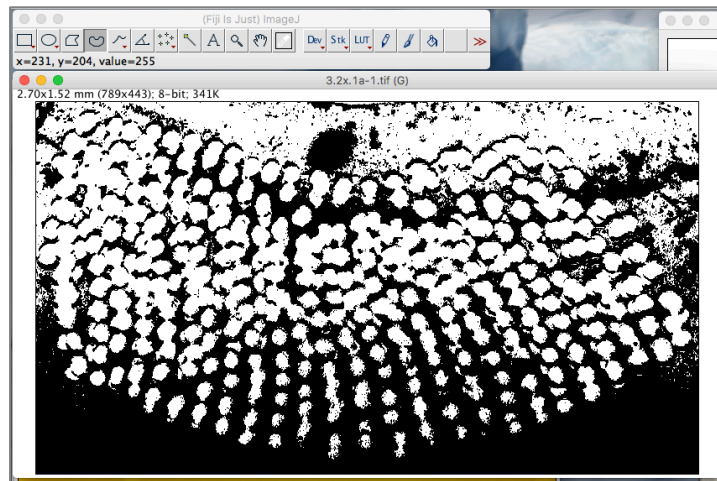 (Fiji Is Just) ImageJ
A
Dev Stk LUT
x=231, y=204, value=255
3.2x.1a-1.tif (G)
2.70x1.52 mm (789x443); 8-bit; 341K